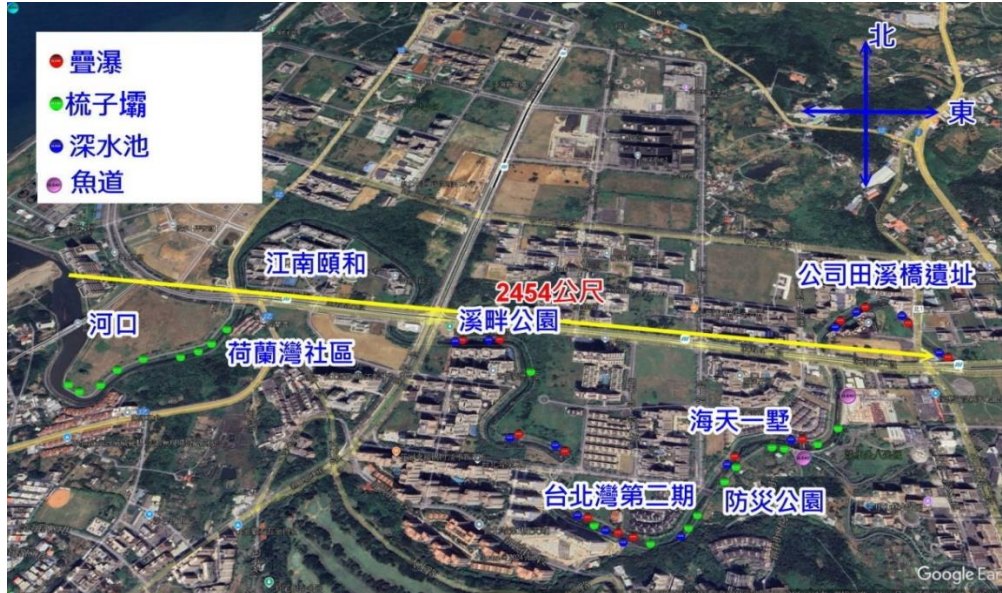 疊瀑
梳子壩
深水池
魚道
北
東
江南頤和
公司田溪橋遺址
2454公尺
溪畔公園
河口
荷蘭灣社區
海天一墅
台北灣第二期
防災公園
Google Ear